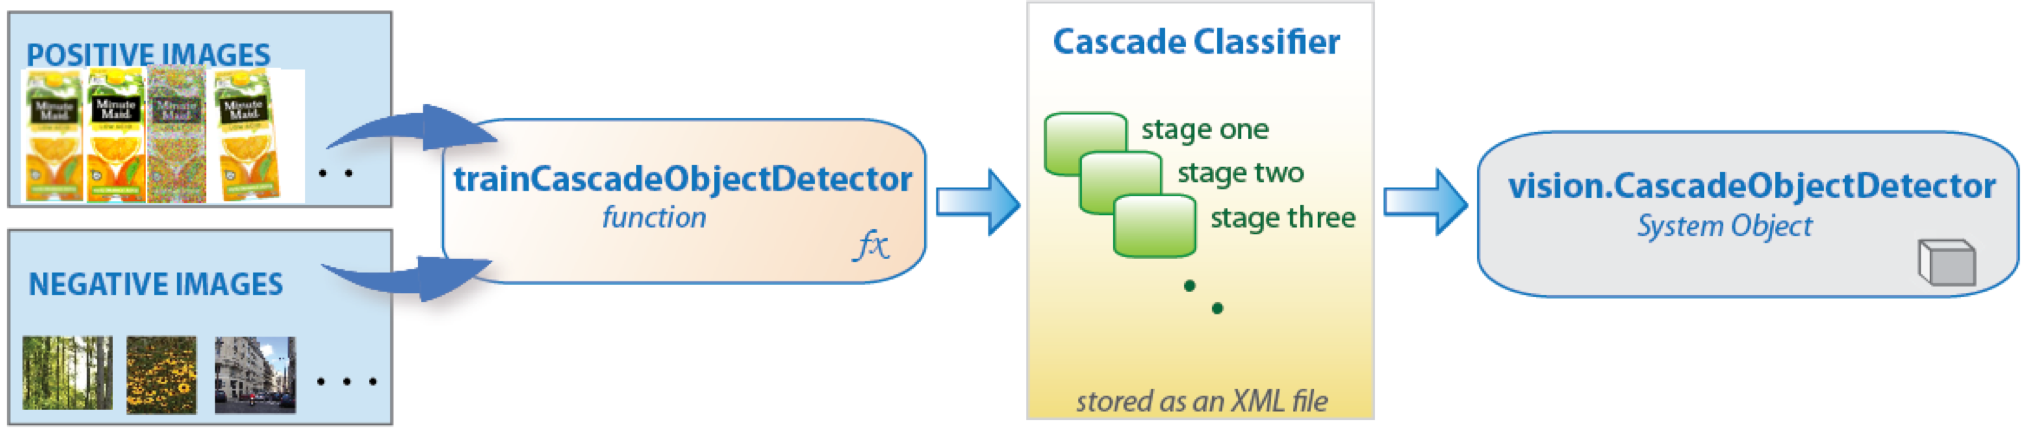 POSITIVE IMAGES
Minute
Maid
Minute
Maid
Minute
Maid
Minute
Maid
trainCascadeObjectDetector
function
fx
NEGATIVE IMAGES
Cascade Classifier
stage one
stage two
stage three
stored as an XML file
vision.CascadeObjectDetector
System Object